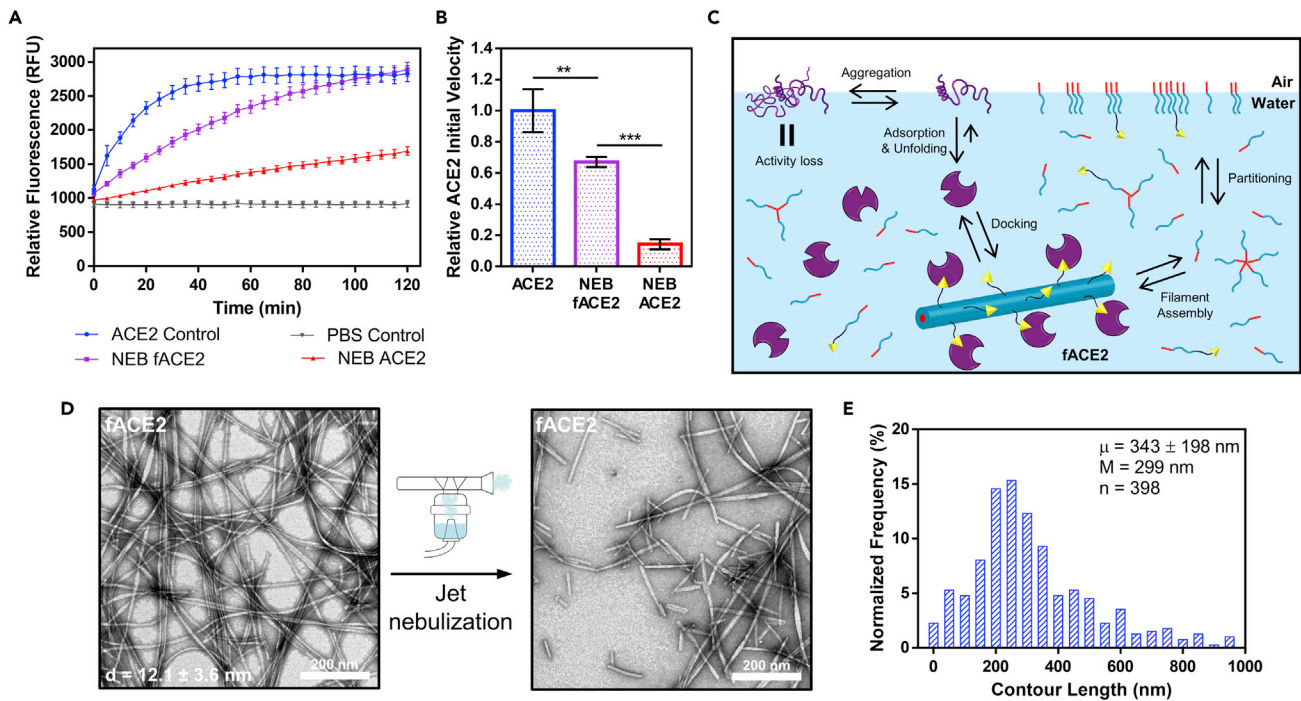 A
Relative Fluorescence (RFU)
3000
2500
2000
1500
1000
500
0
0 20 40 60 80 100 120
Time (min)
ACE2 Control
PBS Control
NEB fACE2
NEB ACE2
B
Relative ACE2 Initial Velocity
1.4
1.2
1.0
0.8
0.6
0.4
0.2
0.0
**
***
ACE2
NEB
fACE2
NEB
ACE2
C
Aggregation
Air
Water
Activity loss
Adsorption
& Unfolding
Partitioning
Docking
Filament
Assembly
fACE2
D
fACE2
d = 12.1 ± 3.6 nm
200 nm
Jet
nebulization
fACE2
200 nm
E
Normalized Frequency (%)
20
15
10
5
0
μ = 343 ± 198 nm
M = 299 nm
n = 398
0 200 400 600 800 1000
Contour Length (nm)